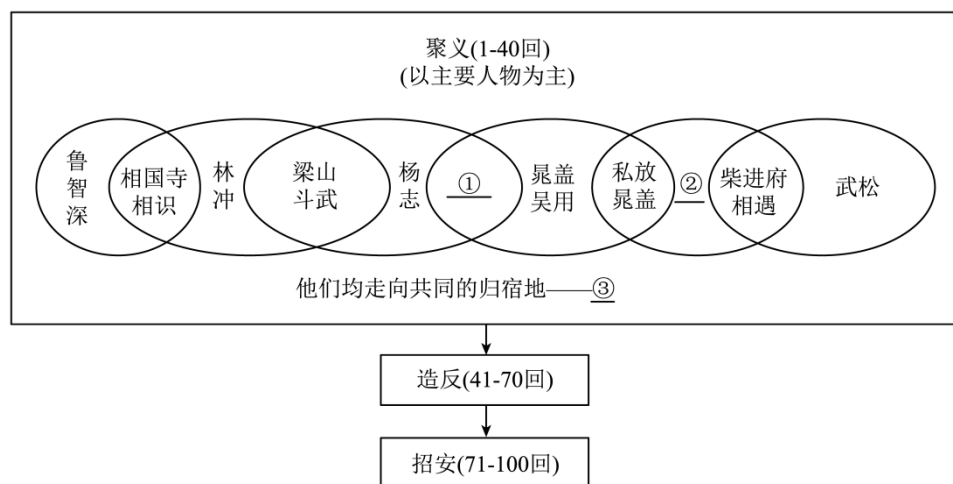 聚义(1-40回)
(以主要人物为主)
鲁智深
相国寺
相识
林冲
梁山
斗武
杨志
①
晁盖
吴用
私放
晁盖
②
柴进府
相遇
武松
他们均走向共同的归宿地——③
造反(41-70回)
招安(71-100回)